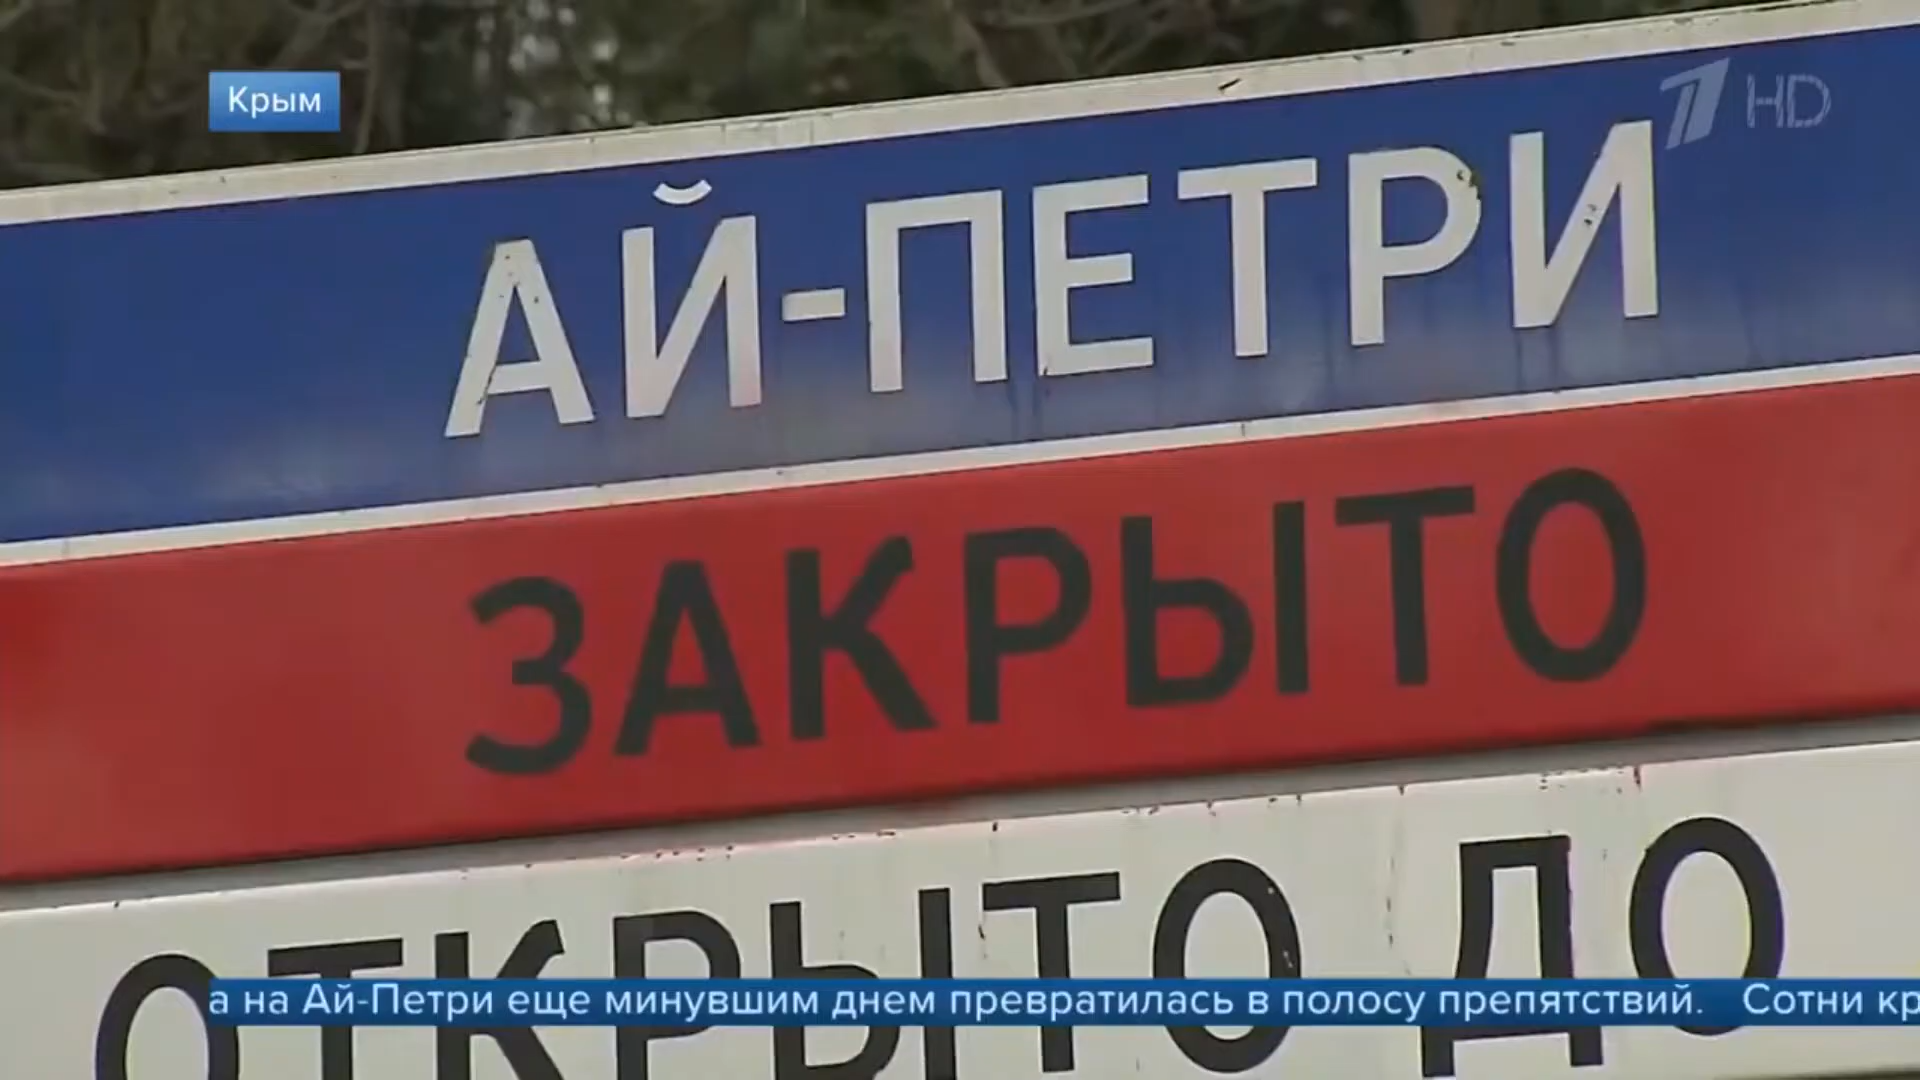 Крым
HD
АЙ-ПЕТРИ
ЗАКРЫТО
ОТКРЫТО ДО
а на Ай-Петри еще минувшим днем превратилась в полосу препятствий. Сотни кр